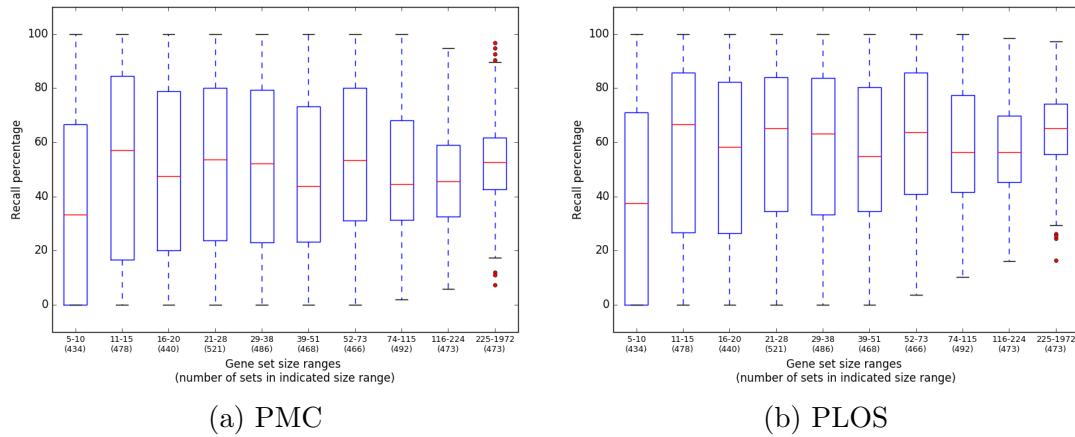 100
80
60
40
20
0
Recall percentage
5-10 11-15 16-20 21-28 29-38 39-51 52-73 74-115 116-224 225-1972
(434) (478) (440) (521) (486) (468) (466) (492) (473) (473)
Gene set size ranges
(number of sets in indicated size range)
(a) PMC
100
80
60
40
20
0
Recall percentage
5-10 11-15 16-20 21-28 29-38 39-51 52-73 74-115 116-224 225-1972
(434) (478) (440) (521) (486) (468) (466) (492) (473) (473)
Gene set size ranges
(number of sets in indicated size range)
(b) PLOS